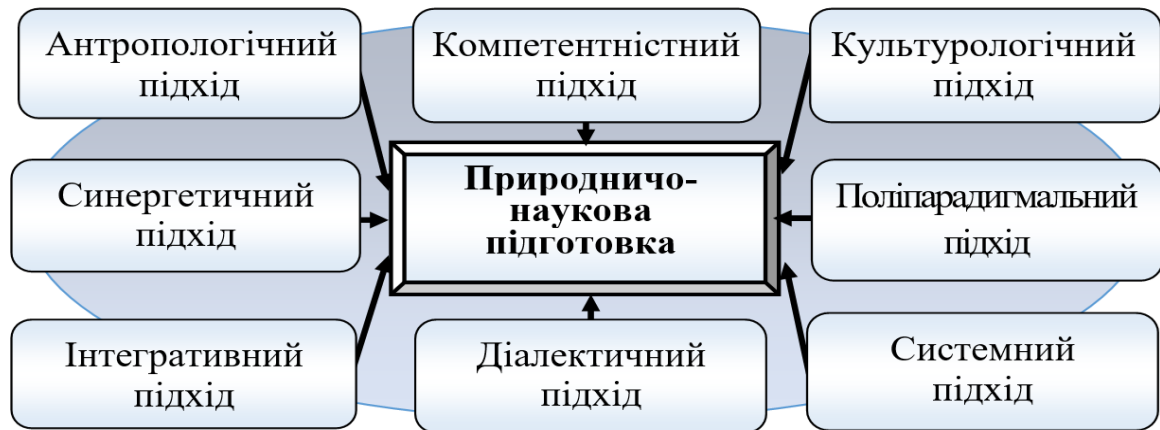 Антропологічний
підхід
Компетентністний
підхід
Культурологічний
підхід
Синергетичний
підхід
Природничо-
наукова
підготовка
Поліпарадигмальний
підхід
Інтегративний
підхід
Діалектичний
підхід
Системний
підхід